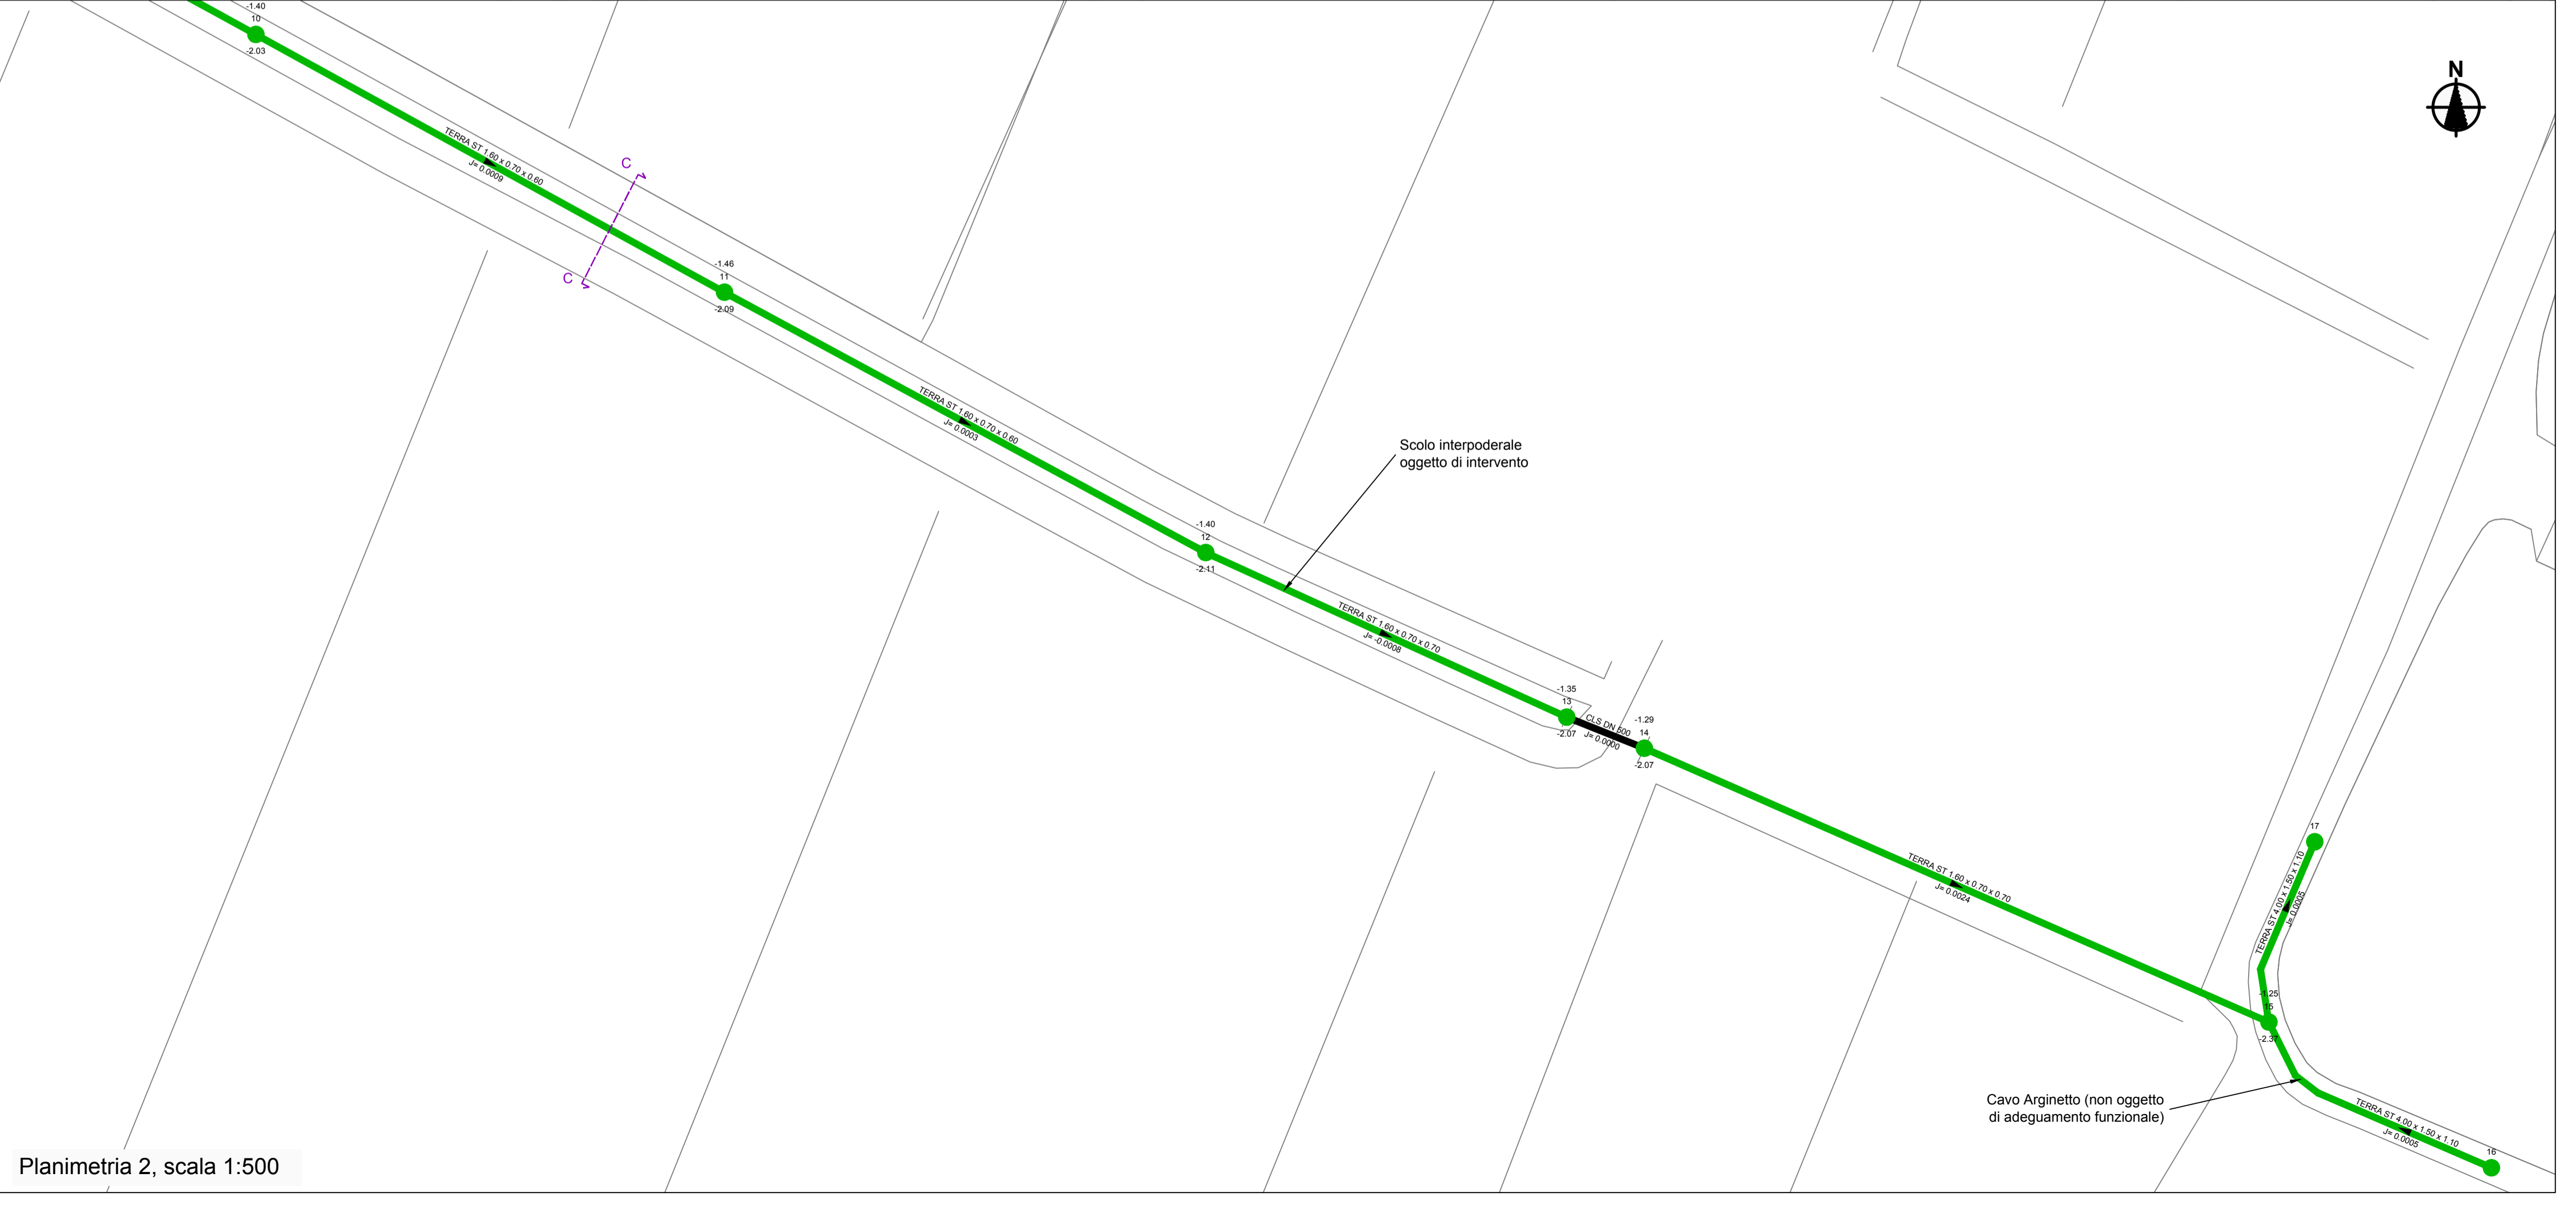 -1.40
10
-2.03
N
TERRA ST 1.60 x 0.70 x 0.60
J= 0.0009
C
C
-1.46
11
-2.09
TERRA ST 1.60 x 0.70 x 0.60
J= 0.0003
Scolo interpoderale
oggetto di intervento
-1.40
12
-2.11
TERRA ST 1.60 x 0.70 x 0.70
J= -0.0008
-1.35
13
-2.07
CLS DN 500
J= 0.0000
-1.29
14
-2.07
TERRA ST 1.60 x 0.70 x 0.70
J= 0.0024
17
TERRA ST 4.00 x 1.50 x 1.10
J= 0.0005
-1.25
15
-2.37
Cavo Arginetto (non oggetto
di adeguamento funzionale)
TERRA ST 4.00 x 1.50 x 1.10
J= 0.0005
16
Planimetria 2, scala 1:500